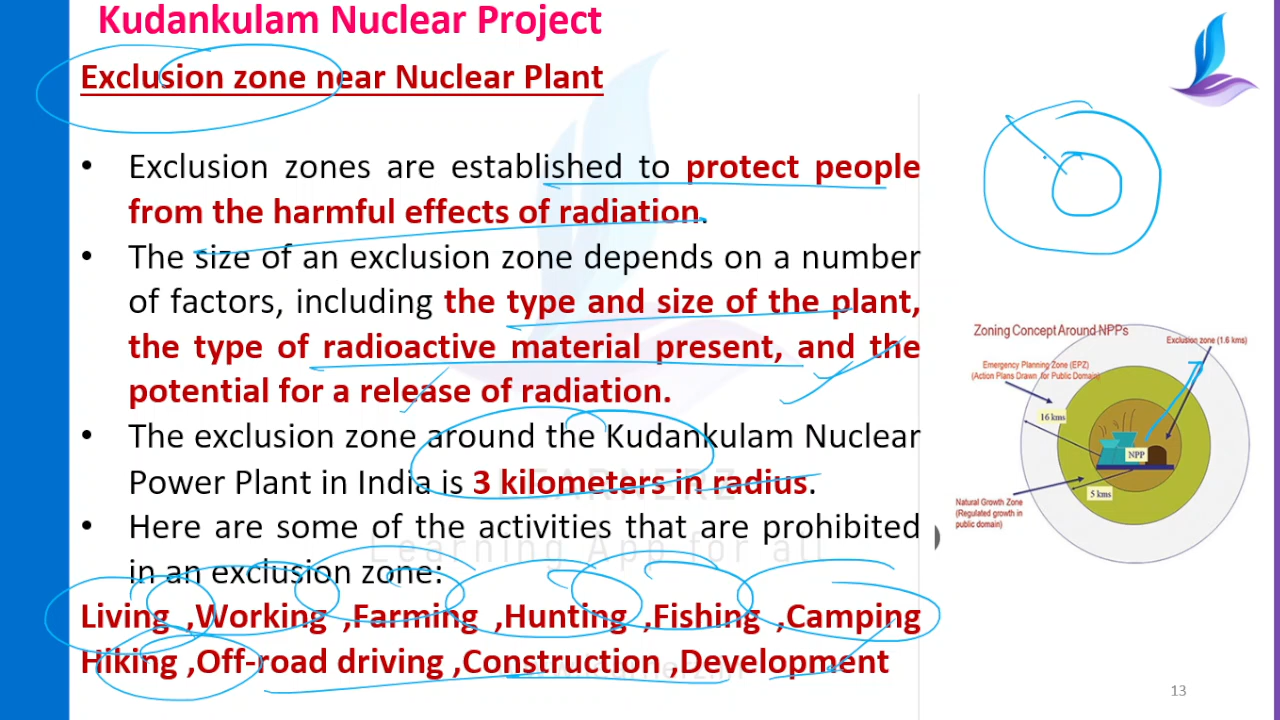 Kudankulam Nuclear Project
Exclusion zone near Nuclear Plant
• Exclusion zones are established to protect people
from the harmful effects of radiation.
• The size of an exclusion zone depends on a number
of factors, including the type and size of the plant,
the type of radioactive material present, and the
potential for a release of radiation.
• The exclusion zone around the Kudankulam Nuclear
Power Plant in India is 3 kilometers in radius.
• Here are some of the activities that are prohibited
in an exclusion zone:
Living ,Working ,Farming ,Hunting ,Fishing ,Camping
Hiking ,Off-road driving ,Construction ,Development
Zoning Concept Around NPPs
Exclusion zone (1.6 kms)
Emergency Planning Zone (EPZ)
(Action Plans Drawn for Public Domain)
16 kms
NPP
5 kms
Natural Growth Zone
(Regulated growth in
public domain)
LEARNERZ
Learning App for all
13